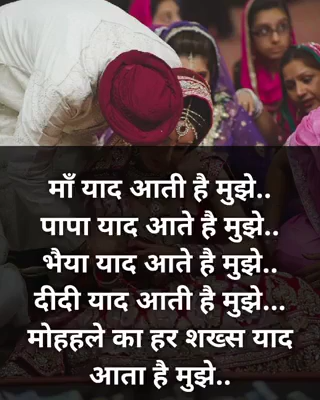 माँ याद आती है मुझे..
पापा याद आते है मुझे..
भैया याद आते है मुझे..
दीदी याद आती है मुझे...
मोहहले का हर शख्स याद
आता है मुझे..